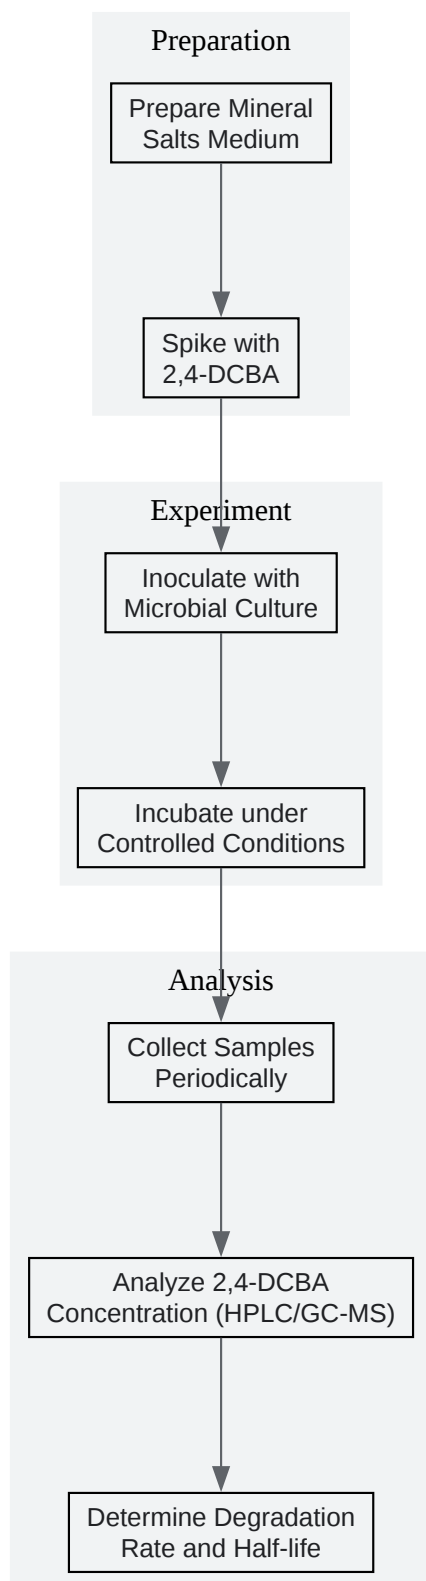 Preparation
Prepare Mineral
Salts Medium
Spike with
2,4-DCBA
Experiment
Inoculate with
Microbial Culture
Incubate under
Controlled Conditions
Analysis
Collect Samples
Periodically
Analyze 2,4-DCBA
Concentration (HPLC/GC-MS)
Determine Degradation
Rate and Half-life